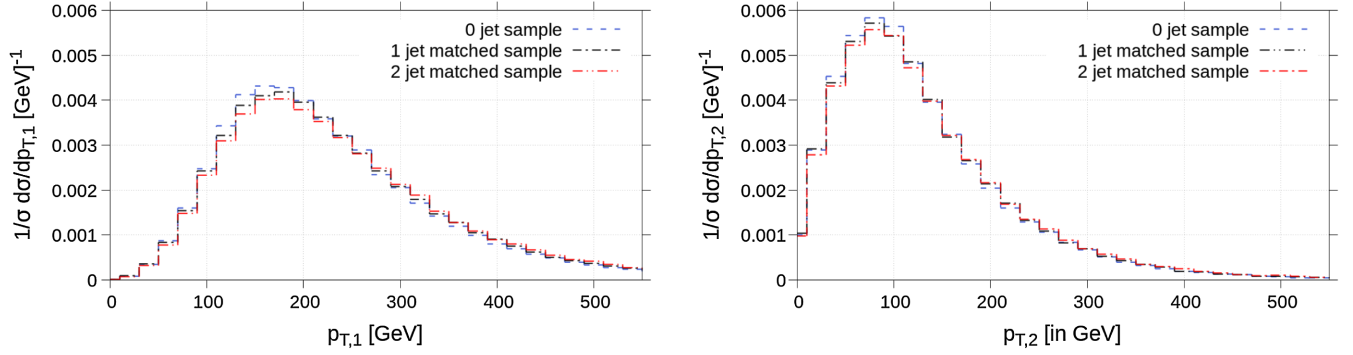 1/σ dσ/dp_T,1 [GeV]^-1
0.006
0.005
0.004
0.003
0.002
0.001
0
0 jet sample
1 jet matched sample
2 jet matched sample
0 100 200 300 400 500
p_T,1 [GeV]
1/σ dσ/dp_T,2 [GeV]^-1
0.006
0.005
0.004
0.003
0.002
0.001
0
0 jet sample
1 jet matched sample
2 jet matched sample
0 100 200 300 400 500
p_T,2 [in GeV]